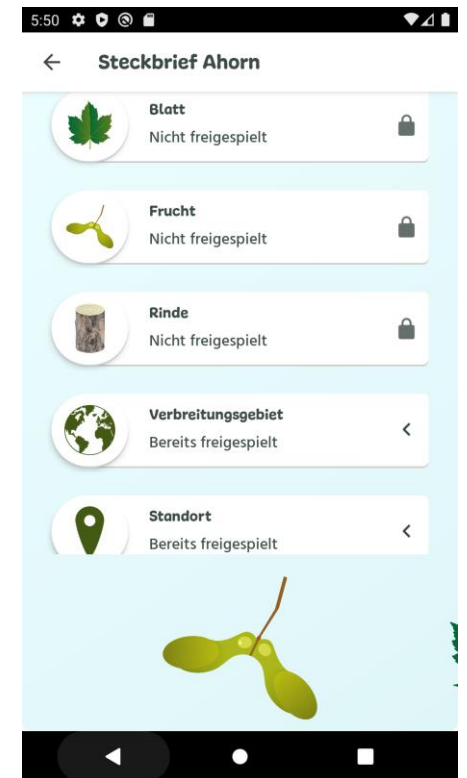 5:50
Steckbrief Ahorn
Blatt
Nicht freigespielt
Frucht
Nicht freigespielt
Rinde
Nicht freigespielt
Verbreitungsgebiet
Bereits freigespielt
Standort
Bereits freigespielt